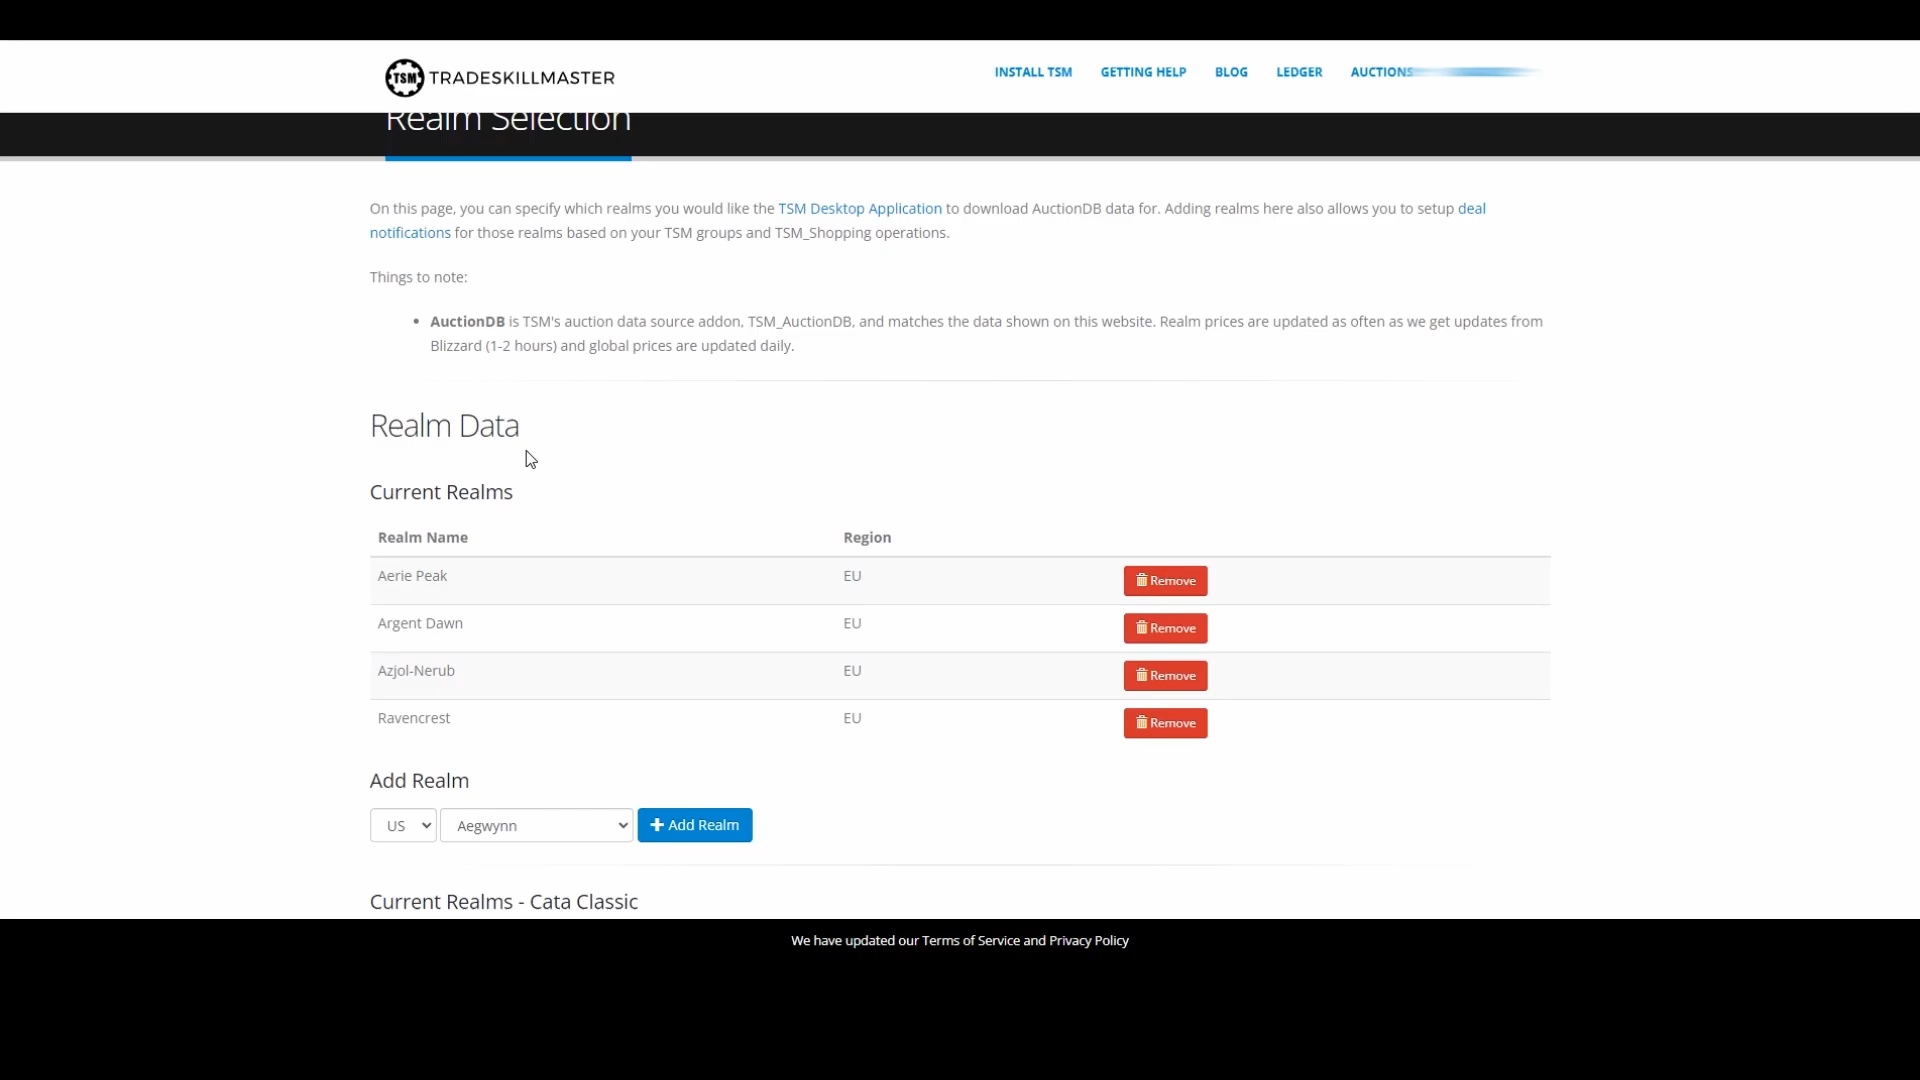 TSM TRADESKILLMASTER
INSTALL TSM GETTING HELP BLOG LEDGER AUCTIONS
Realm Selection
On this page, you can specify which realms you would like the TSM Desktop Application to download AuctionDB data for. Adding realms here also allows you to setup deal
notifications for those realms based on your TSM groups and TSM_Shopping operations.
Things to note:
• AuctionDB is TSM's auction data source addon, TSM_AuctionDB, and matches the data shown on this website. Realm prices are updated as often as we get updates from
Blizzard (1-2 hours) and global prices are updated daily.
Realm Data
Current Realms
Realm Name Region
Aerie Peak EU Remove
Argent Dawn EU Remove
Azjol-Nerub EU Remove
Ravencrest EU Remove
Add Realm
US Aegwynn Add Realm
Current Realms - Cata Classic
We have updated our Terms of Service and Privacy Policy